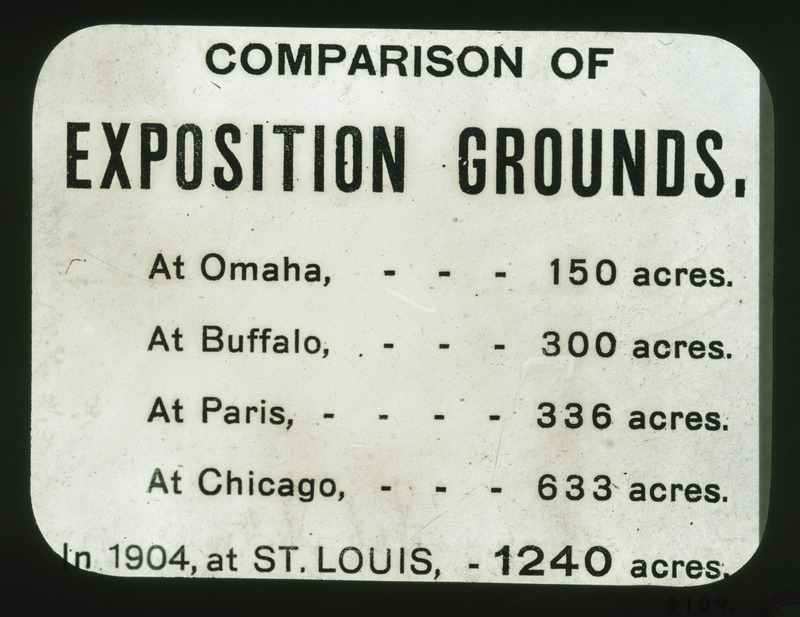 COMPARISON OF
EXPOSITION GROUNDS.
At Omaha, - - - 150 acres.
At Buffalo, - - - 300 acres.
At Paris, - - - - 336 acres.
At Chicago, - - - 633 acres.
In 1904, at ST. LOUIS, - 1240 acres.
#109.